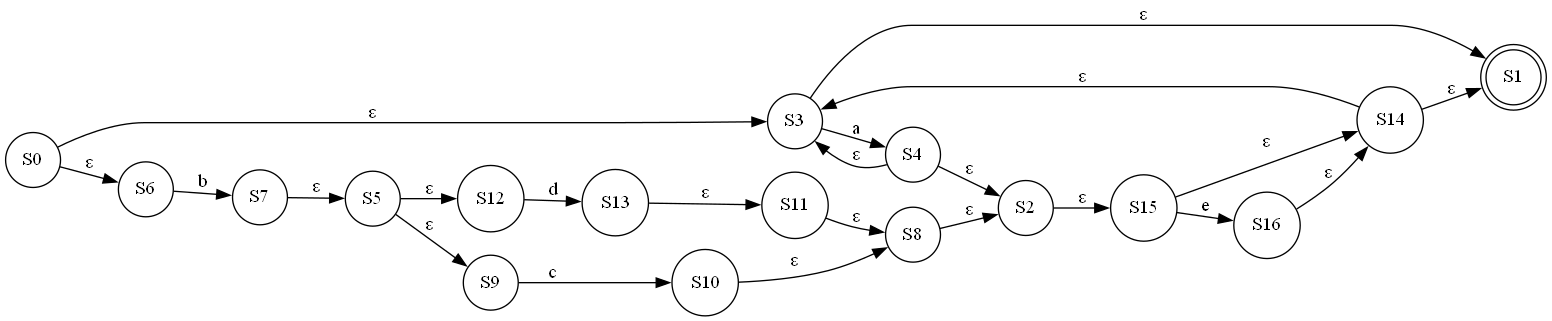 ε
S1
ε
ε
ε
S3
S14
ε
a
S0
ε
S4
ε
ε
ε
S6
b
S7
ε
S5
ε
S12
d
S13
ε
S11
ε
S2
ε
S15
e
S16
ε
ε
S8
ε
ε
S9
c
S10
ε